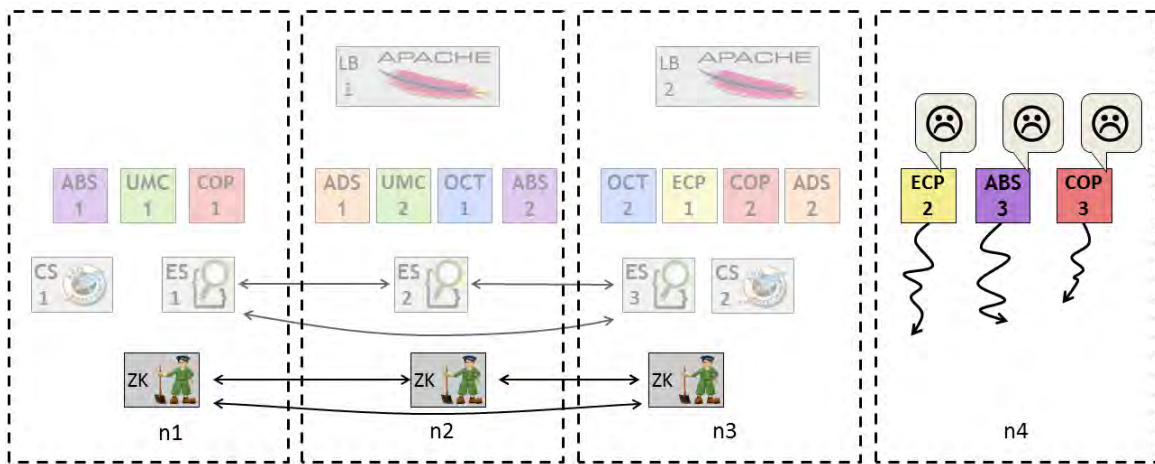 LB
1
APACHE
LB
2
APACHE
ABS
1
UMC
1
COP
1
ADS
1
UMC
2
OCT
1
ABS
2
OCT
2
ECP
1
COP
2
ADS
2
ECP
2
ABS
3
COP
3
CS
1
ES
1
ES
2
ES
3
CS
2
ZK
ZK
ZK
n1
n2
n3
n4